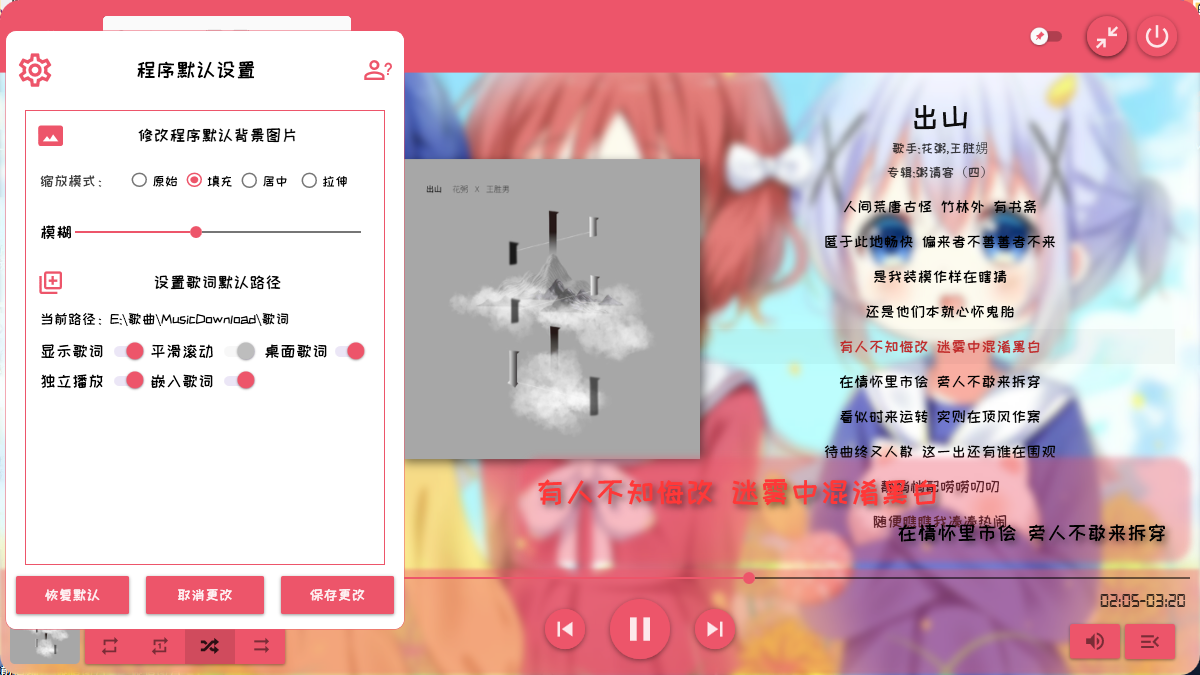 程序默认设置
修改程序默认背景图片
缩放模式：
原始
填充
居中
拉伸
模糊
设置歌词默认路径
当前路径：E:\歌曲\MusicDownload\歌词
显示歌词
平滑滚动
桌面歌词
独立播放
嵌入歌词
恢复默认
取消更改
保存更改
出山 花粥 X 王胜男
出山
歌手:花粥,王胜娚
专辑:粥请客（四）
人间荒唐古怪 竹林外 有书斋
匿于此地畅快 偏来者不善善者不来
是我装模作样在瞎猜
还是他们本就心怀鬼胎
有人不知悔改 迷雾中混淆黑白
在情怀里市侩 旁人不敢来拆穿
看似时来运转 实则在顶风作案
待曲终又人散 这一出还有谁在围观
唠唠叨叨
随便瞧瞧我凑凑热闹
有人不知悔改 迷雾中混淆黑白
在情怀里市侩 旁人不敢来拆穿
02:05-03:20